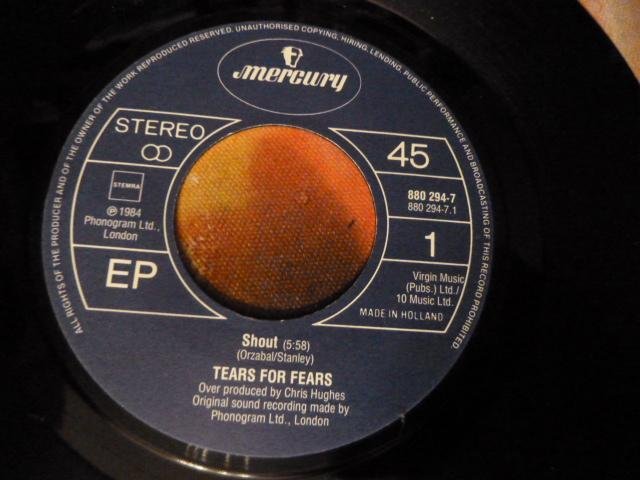 ALL RIGHTS OF THE PRODUCER AND OF THE OWNER OF THE WORK REPRODUCED RESERVED. UNAUTHORISED COPYING, HIRING, LENDING, PUBLIC PERFORMANCE AND BROADCASTING OF THIS RECORD PROHIBITED.
mercury
STEREO
STEMRA
℗ 1984
Phonogram Ltd.,
London
EP
45
880 294-7
880 294-7.1
1
Virgin Music
(Pubs.) Ltd./
10 Music Ltd.
MADE IN HOLLAND
Shout (5:58)
(Orzabal/Stanley)
TEARS FOR FEARS
Over produced by Chris Hughes
Original sound recording made by
Phonogram Ltd., London